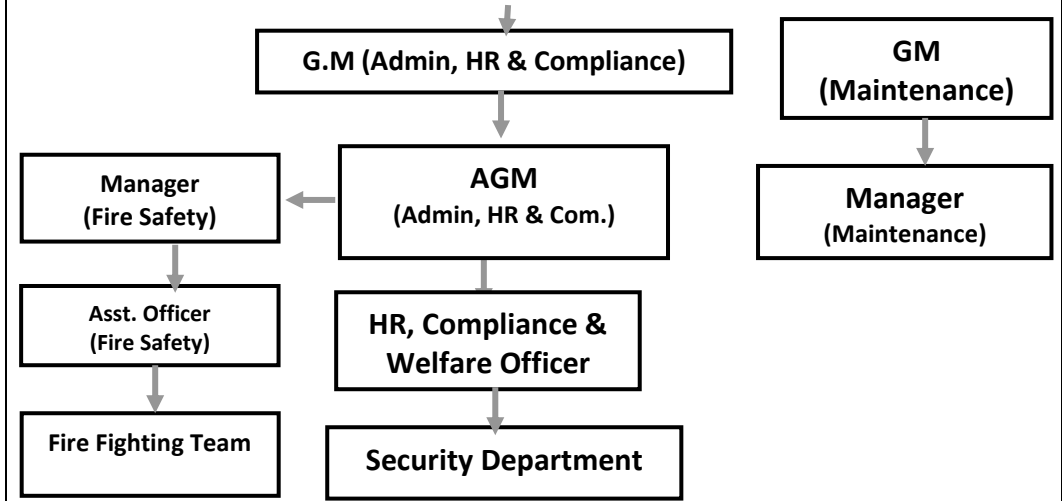 G.M (Admin, HR & Compliance)
GM
(Maintenance)
Manager
(Fire Safety)
AGM
(Admin, HR & Com.)
Manager
(Maintenance)
Asst. Officer
(Fire Safety)
HR, Compliance &
Welfare Officer
Fire Fighting Team
Security Department